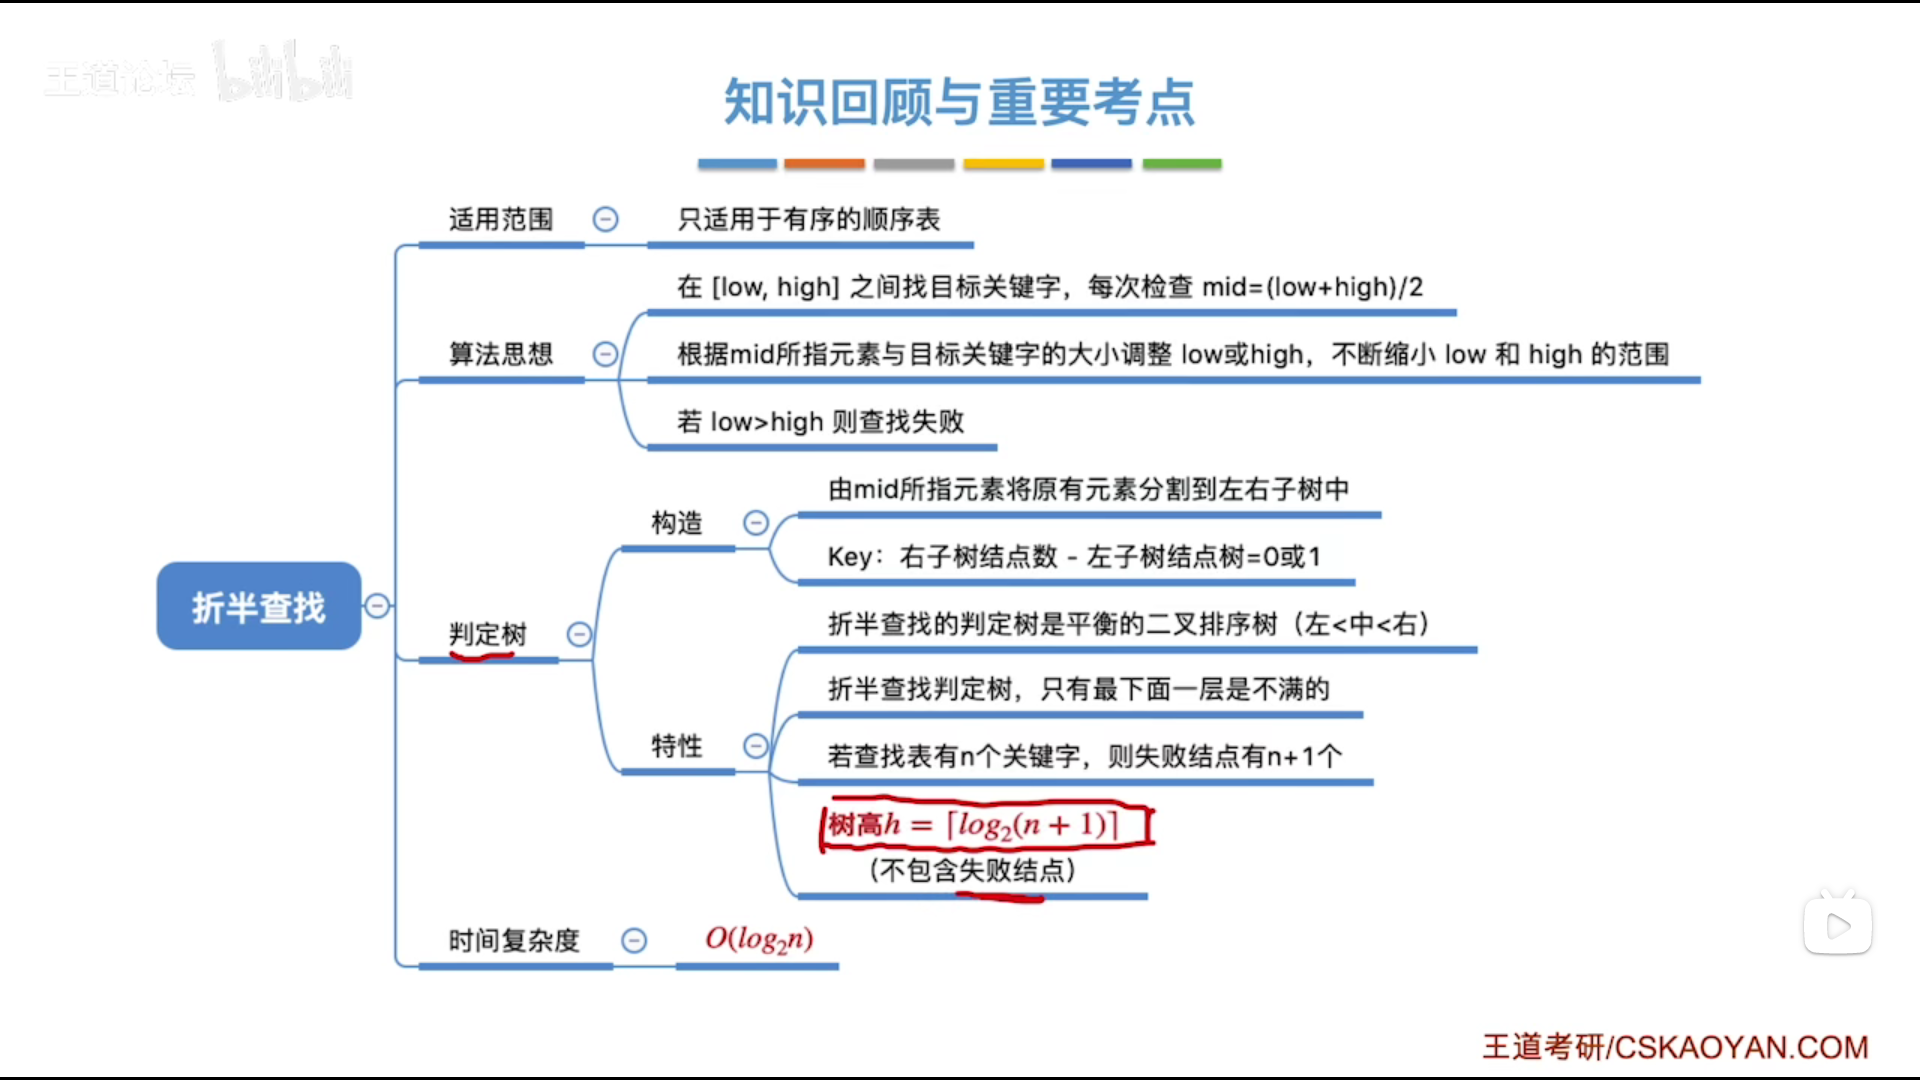 王道论坛 bilibili
知识回顾与重要考点
适用范围
只适用于有序的顺序表
在 [low, high] 之间找目标关键字，每次检查 mid=(low+high)/2
算法思想
根据mid所指元素与目标关键字的大小调整 low或high，不断缩小 low 和 high 的范围
若 low>high 则查找失败
由mid所指元素将原有元素分割到左右子树中
构造
Key：右子树结点数 - 左子树结点树=0或1
折半查找
判定树
折半查找的判定树是平衡的二叉排序树（左<中<右）
折半查找判定树，只有最下面一层是不满的
特性
若查找表有n个关键字，则失败结点有n+1个
树高h = ⌈log₂(n + 1)⌉
（不包含失败结点）
时间复杂度
O(log₂n)
王道考研/CSKAOYAN.COM